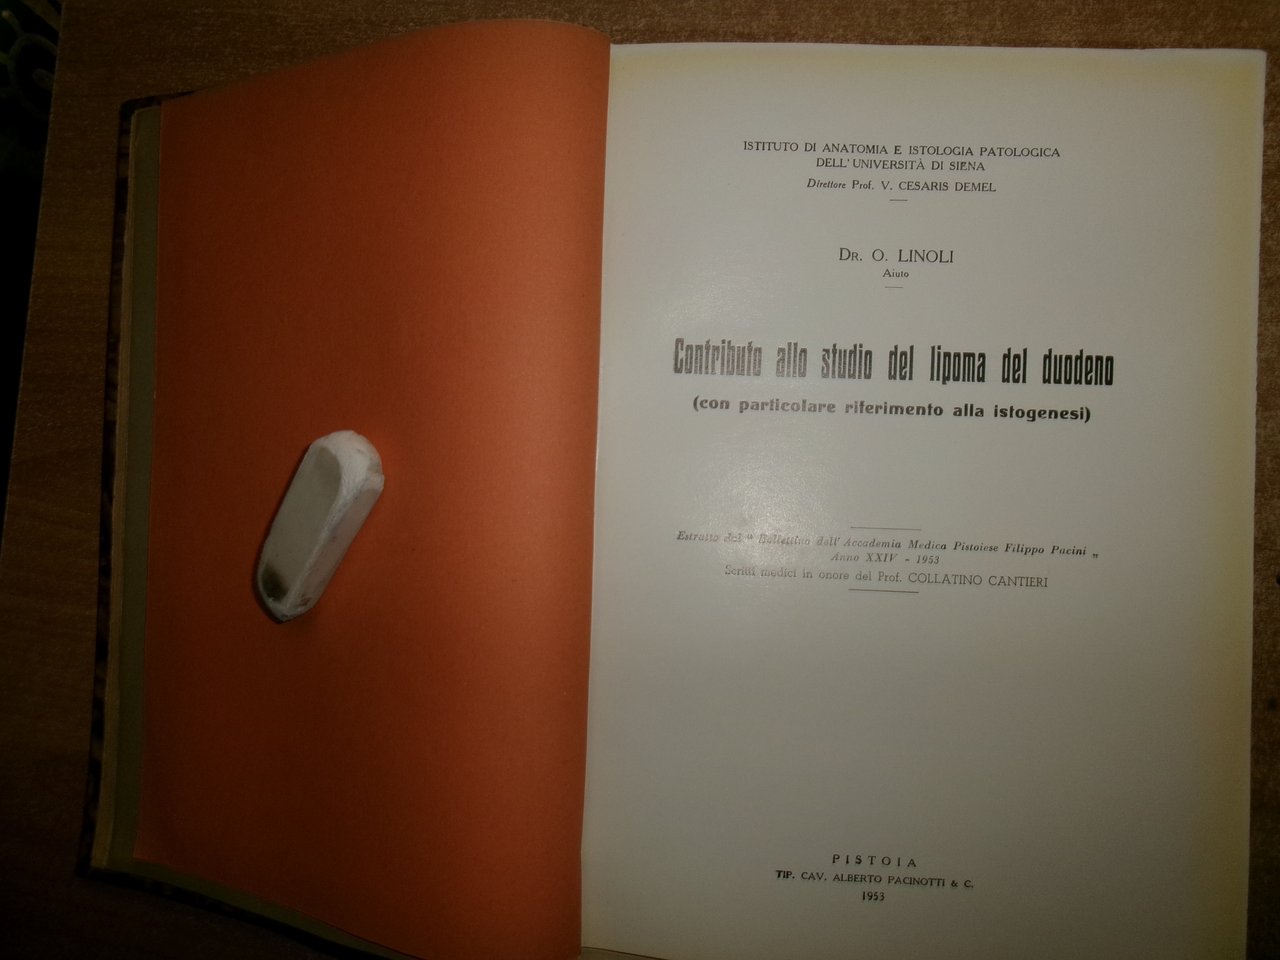 ISTITUTO DI ANATOMIA E ISTOLOGIA PATOLOGICA
DELL'UNIVERSITÀ DI SIENA
Direttore Prof. V. CESARIS DEMEL
DR. O. LINOLI
Aiuto
Contributo allo studio del lipoma del duodeno
(con particolare riferimento alla istogenesi)
Estratto dal "Bollettino dell'Accademia Medica Pistoiese Filippo Pacini„
Anno XXIV - 1953
Scritti medici in onore del Prof. COLLATINO CANTIERI
PISTOIA
TIP. CAV. ALBERTO PACINOTTI & C.
1953